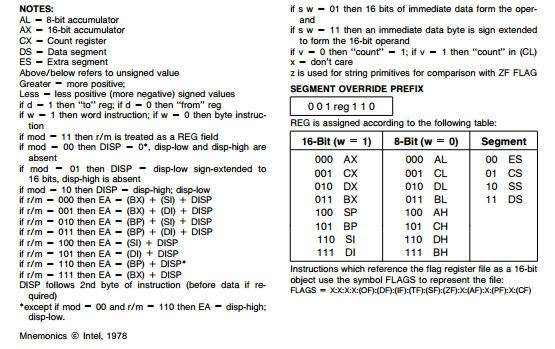 NOTES:
AL = 8-bit accumulator
AX = 16-bit accumulator
CX = Count register
DS = Data segment
ES = Extra segment
Above/below refers to unsigned value
Greater = more positive;
Less = less positive (more negative) signed values
if d = 1 then "to" reg; if d = 0 then "from" reg
if w = 1 then word instruction; if w = 0 then byte instruc-
tion
if mod = 11 then r/m is treated as a REG field
if mod = 00 then DISP = 0*, disp-low and disp-high are
absent
if mod = 01 then DISP = disp-low sign-extended to
16 bits, disp-high is absent
if mod = 10 then DISP = disp-high; disp-low
if r/m = 000 then EA = (BX) + (SI) + DISP
if r/m = 001 then EA = (BX) + (DI) + DISP
if r/m = 010 then EA = (BP) + (SI) + DISP
if r/m = 011 then EA = (BP) + (DI) + DISP
if r/m = 100 then EA = (SI) + DISP
if r/m = 101 then EA = (DI) + DISP
if r/m = 110 then EA = (BP) + DISP*
if r/m = 111 then EA = (BX) + DISP
DISP follows 2nd byte of instruction (before data if re-
quired)
*except if mod = 00 and r/m = 110 then EA = disp-high;
disp-low.
Mnemonics © Intel, 1978
if s w = 01 then 16 bits of immediate data form the oper-
and
if s w = 11 then an immediate data byte is sign extended
to form the 16-bit operand
if v = 0 then "count" = 1; if v = 1 then "count" in (CL)
x = don't care
z is used for string primitives for comparison with ZF FLAG
SEGMENT OVERRIDE PREFIX
0 0 1 reg 1 1 0
REG is assigned according to the following table:
16-Bit (w = 1) 8-Bit (w = 0) Segment
000 AX 000 AL 00 ES
001 CX 001 CL 01 CS
010 DX 010 DL 10 SS
011 BX 011 BL 11 DS
100 SP 100 AH
101 BP 101 CH
110 SI 110 DH
111 DI 111 BH
Instructions which reference the flag register file as a 16-bit
object use the symbol FLAGS to represent the file:
FLAGS = X:X:X:X:(OF):(DF):(IF):(TF):(SF):(ZF):X:(AF):X:(PF):X:(CF)